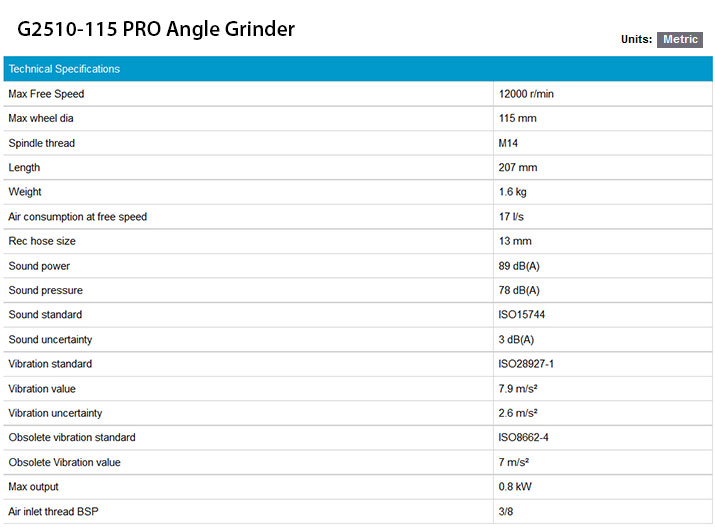 G2510-115 PRO Angle Grinder
Units: Metric
Technical Specifications
Max Free Speed 12000 r/min
Max wheel dia 115 mm
Spindle thread M14
Length 207 mm
Weight 1.6 kg
Air consumption at free speed 17 l/s
Rec hose size 13 mm
Sound power 89 dB(A)
Sound pressure 78 dB(A)
Sound standard ISO15744
Sound uncertainty 3 dB(A)
Vibration standard ISO28927-1
Vibration value 7.9 m/s²
Vibration uncertainty 2.6 m/s²
Obsolete vibration standard ISO8662-4
Obsolete Vibration value 7 m/s²
Max output 0.8 kW
Air inlet thread BSP 3/8